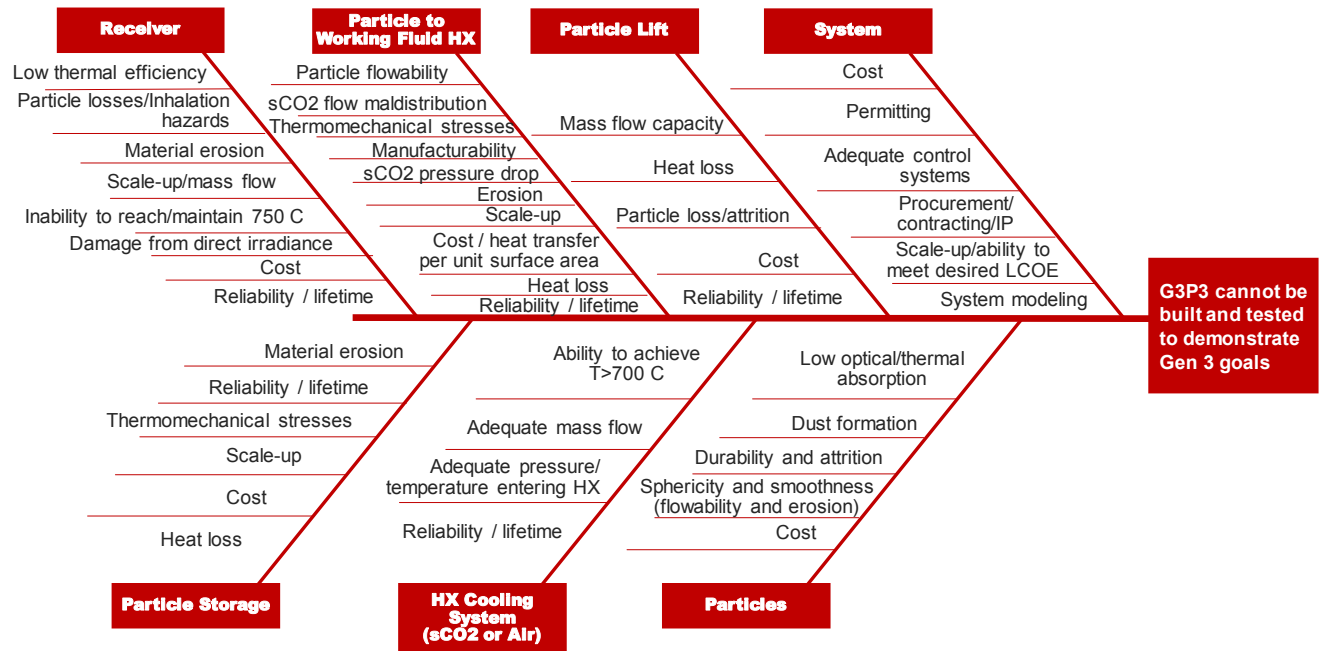 Receiver
Low thermal efficiency
Particle losses/Inhalation
hazards
Material erosion
Scale-up/mass flow
Inability to reach/maintain 750 C
Damage from direct irradiance
Cost
Reliability / lifetime
Particle to
Working Fluid HX
Particle flowability
sCO2 flow maldistribution
Thermomechanical stresses
Manufacturability
sCO2 pressure drop
Erosion
Scale-up
Cost / heat transfer
per unit surface area
Heat loss
Reliability / lifetime
Particle Lift
Mass flow capacity
Heat loss
Particle loss/attrition
Cost
Reliability / lifetime
System
Cost
Permitting
Adequate control
systems
Procurement/
contracting/IP
Scale-up/ability to
meet desired LCOE
System modeling
G3P3 cannot be
built and tested
to demonstrate
Gen 3 goals
Material erosion
Reliability / lifetime
Thermomechanical stresses
Scale-up
Cost
Heat loss
Particle Storage
Ability to achieve
T>700 C
Adequate mass flow
Adequate pressure/
temperature entering HX
Reliability / lifetime
HX Cooling
System
(sCO2 or Air)
Low optical/thermal
absorption
Dust formation
Durability and attrition
Sphericity and smoothness
(flowability and erosion)
Cost
Particles